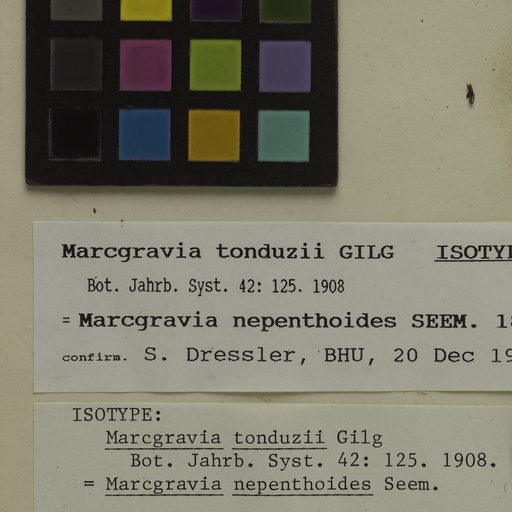 Marcgravia tonduzii GILG
Bot. Jahrb. Syst. 42: 125. 1908
= Marcgravia nepenthoides SEEM.
confirm. S. Dressler, BHU, 20 Dec
ISOTYPE:
Marcgravia tonduzii Gilg
Bot. Jahrb. Syst. 42: 125. 1908.
= Marcgravia nepenthoides Seem.